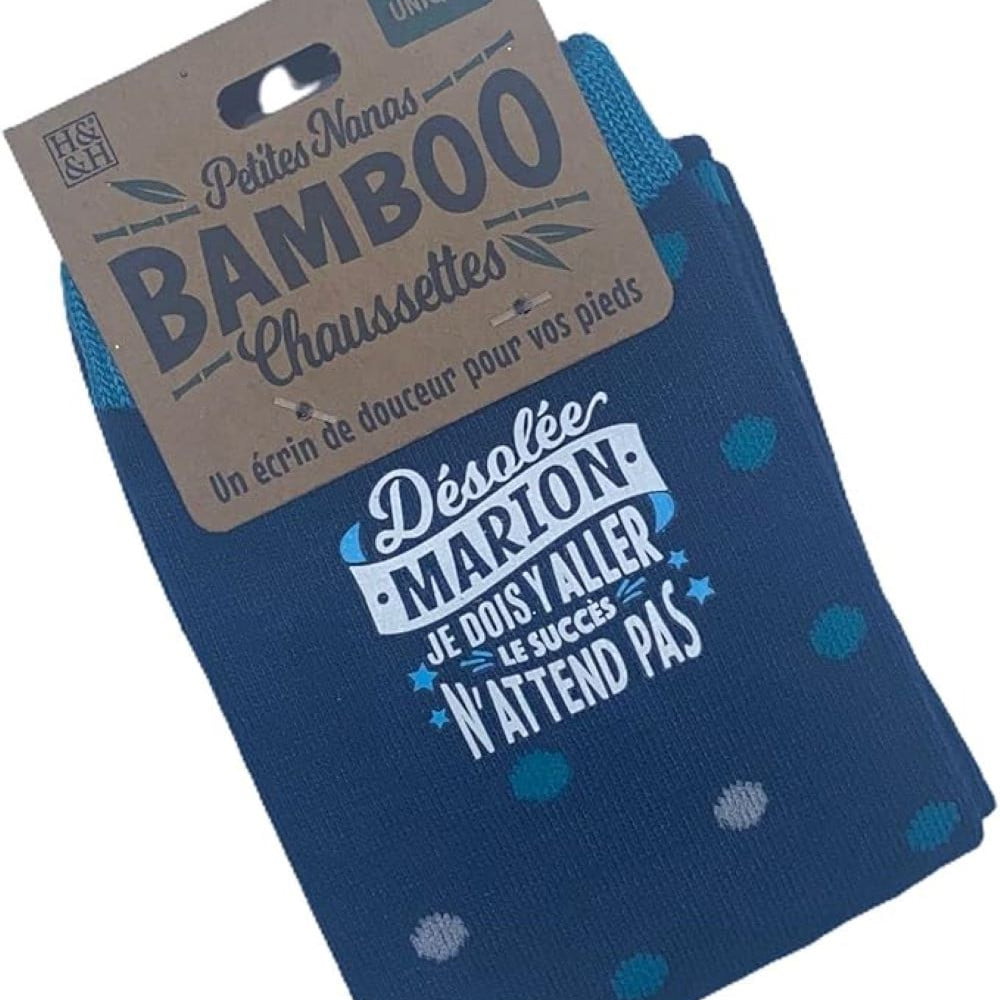 H&
&H
Petites Nanas
BAMBOO
Chaussettes
Un écrin de douceur pour vos pieds
Désolée
MARION
JE DOIS Y ALLER
LE SUCCÈS
N'ATTEND PAS